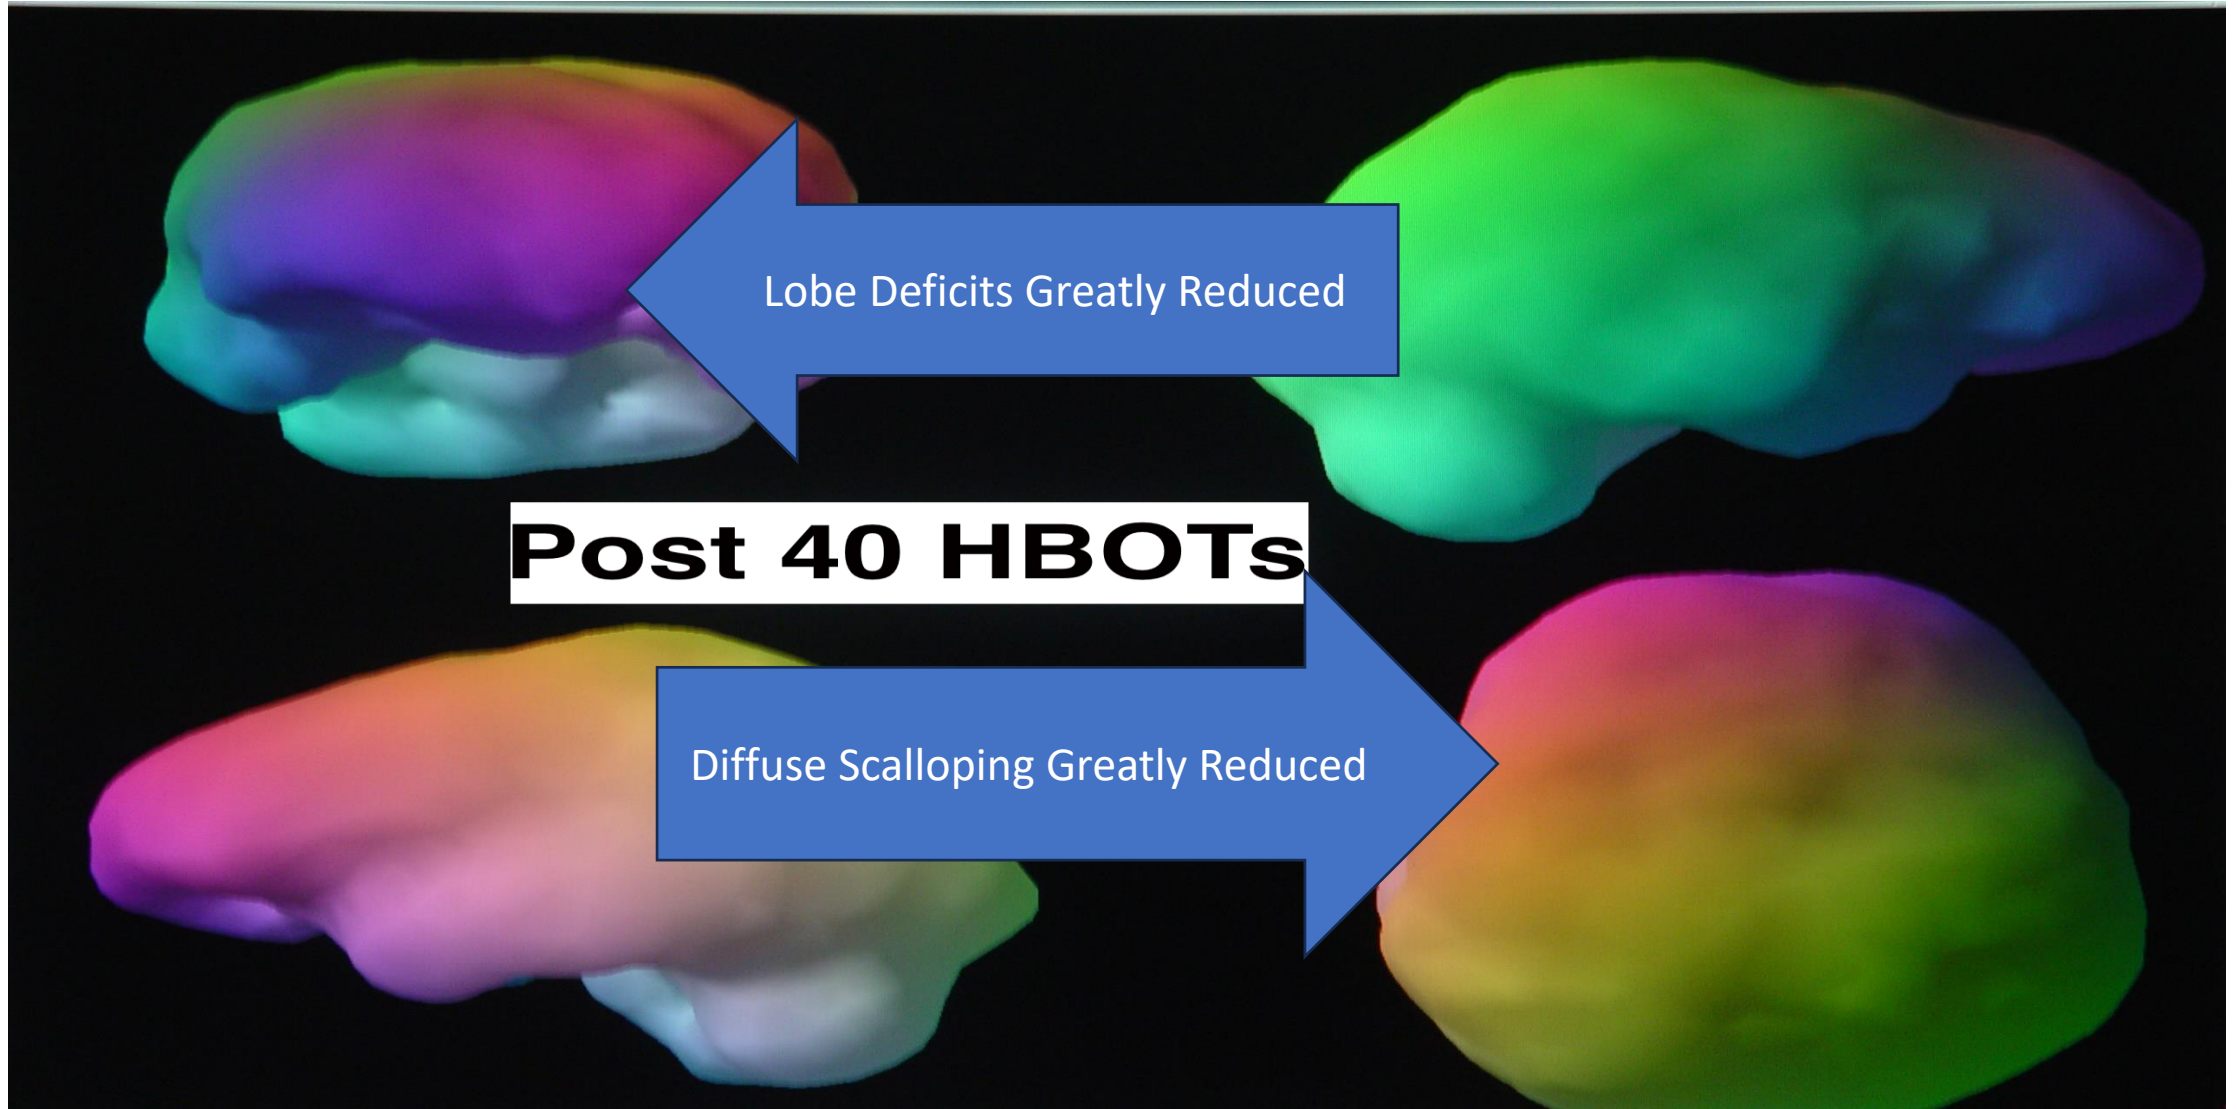 Lobe Deficits Greatly Reduced
Post 40 HBOTs
Diffuse Scalloping Greatly Reduced